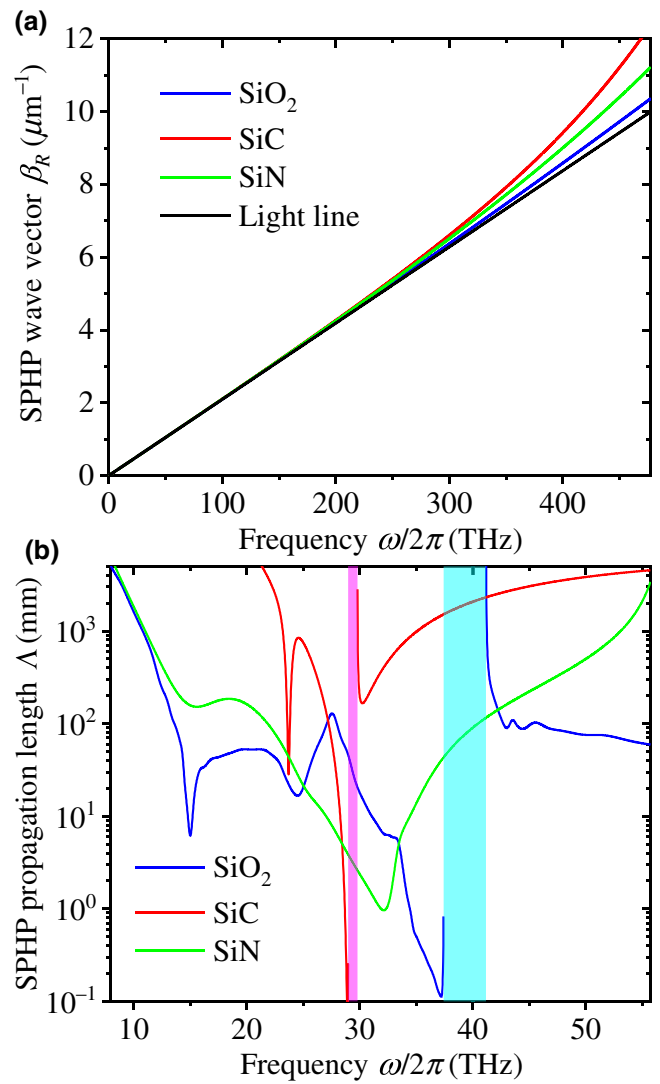 (a)
12
10
8
6
4
2
0
SPHP wave vector β_R (μm⁻¹)
SiO₂
SiC
SiN
Light line
0 100 200 300 400
Frequency ω/2π (THz)
(b)
10³
10²
10¹
10⁰
10⁻¹
SPHP propagation length Λ (mm)
SiO₂
SiC
SiN
10 20 30 40 50
Frequency ω/2π (THz)